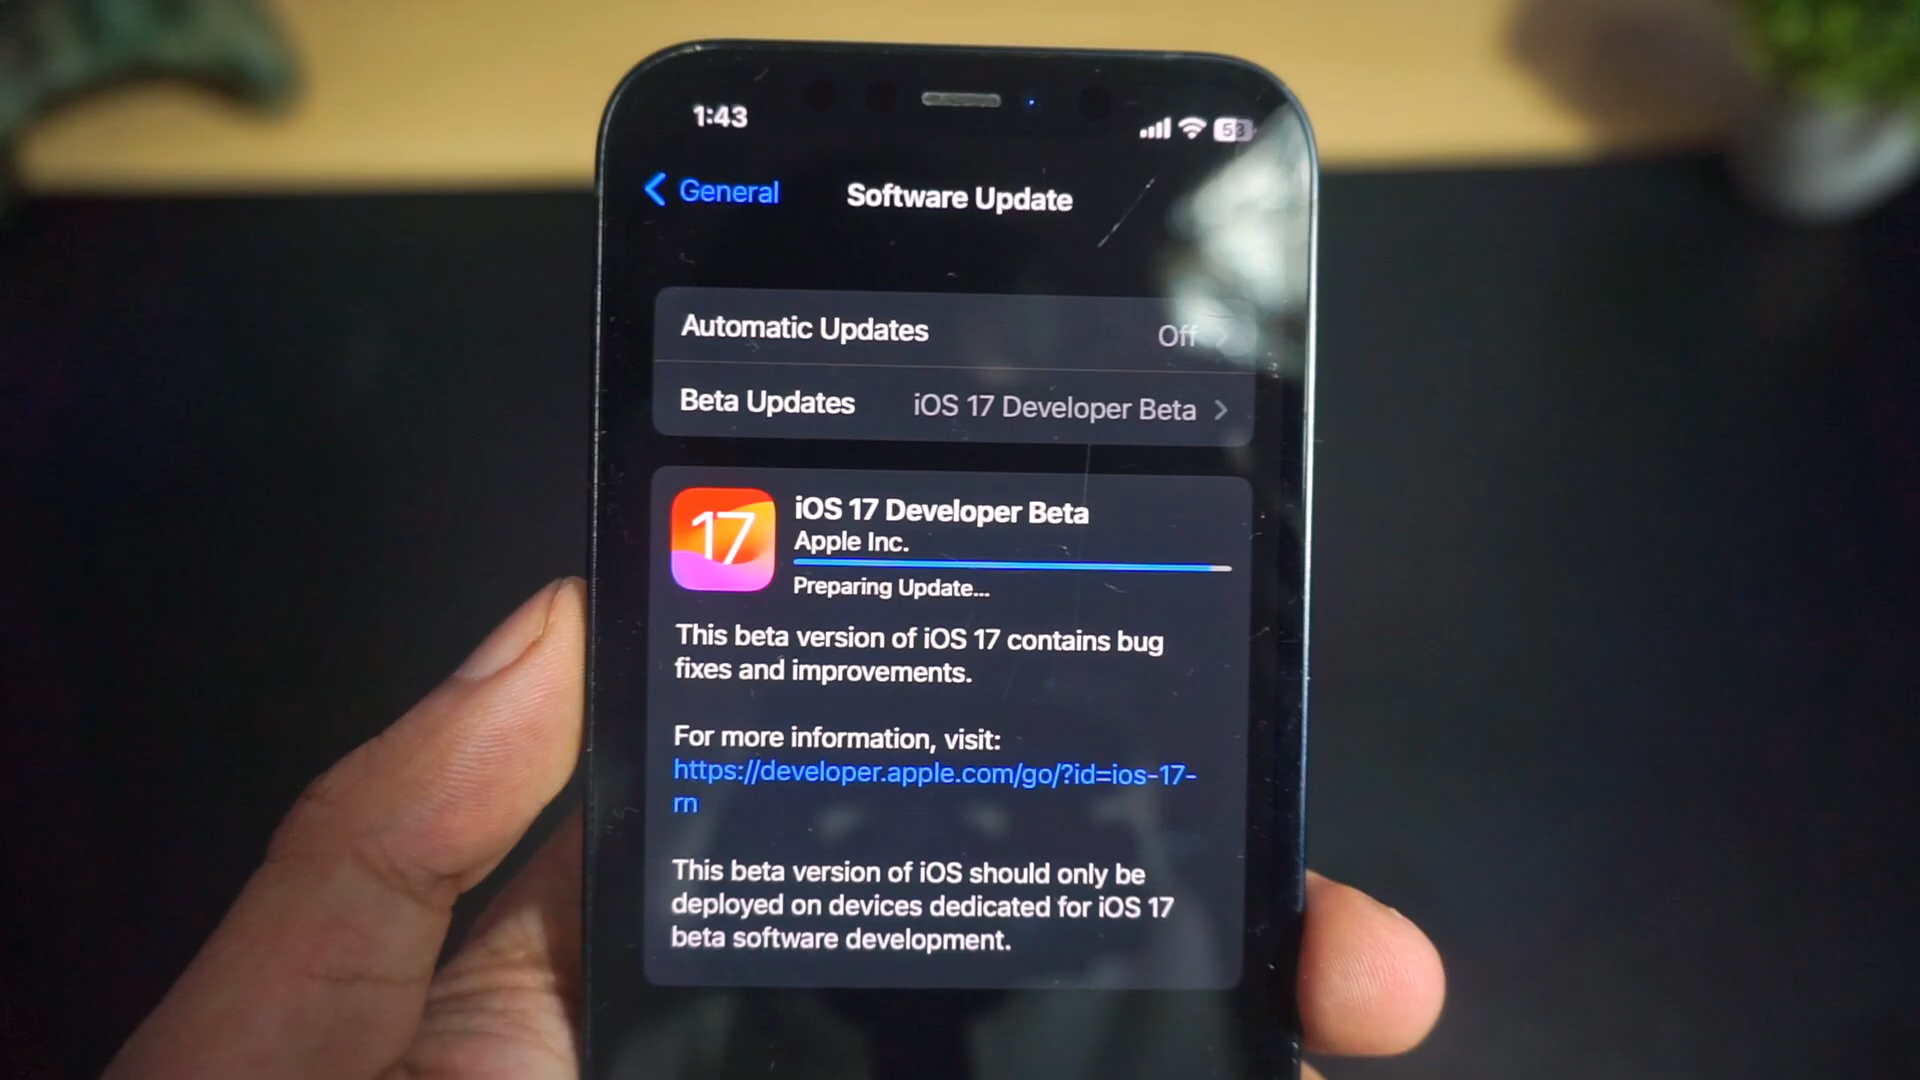 1:43
53
General
Software Update
Automatic Updates Off
Beta Updates iOS 17 Developer Beta
17
iOS 17 Developer Beta
Apple Inc.
Preparing Update...
This beta version of iOS 17 contains bug
fixes and improvements.
For more information, visit:
https://developer.apple.com/go/?id=ios-17-
rn
This beta version of iOS should only be
deployed on devices dedicated for iOS 17
beta software development.